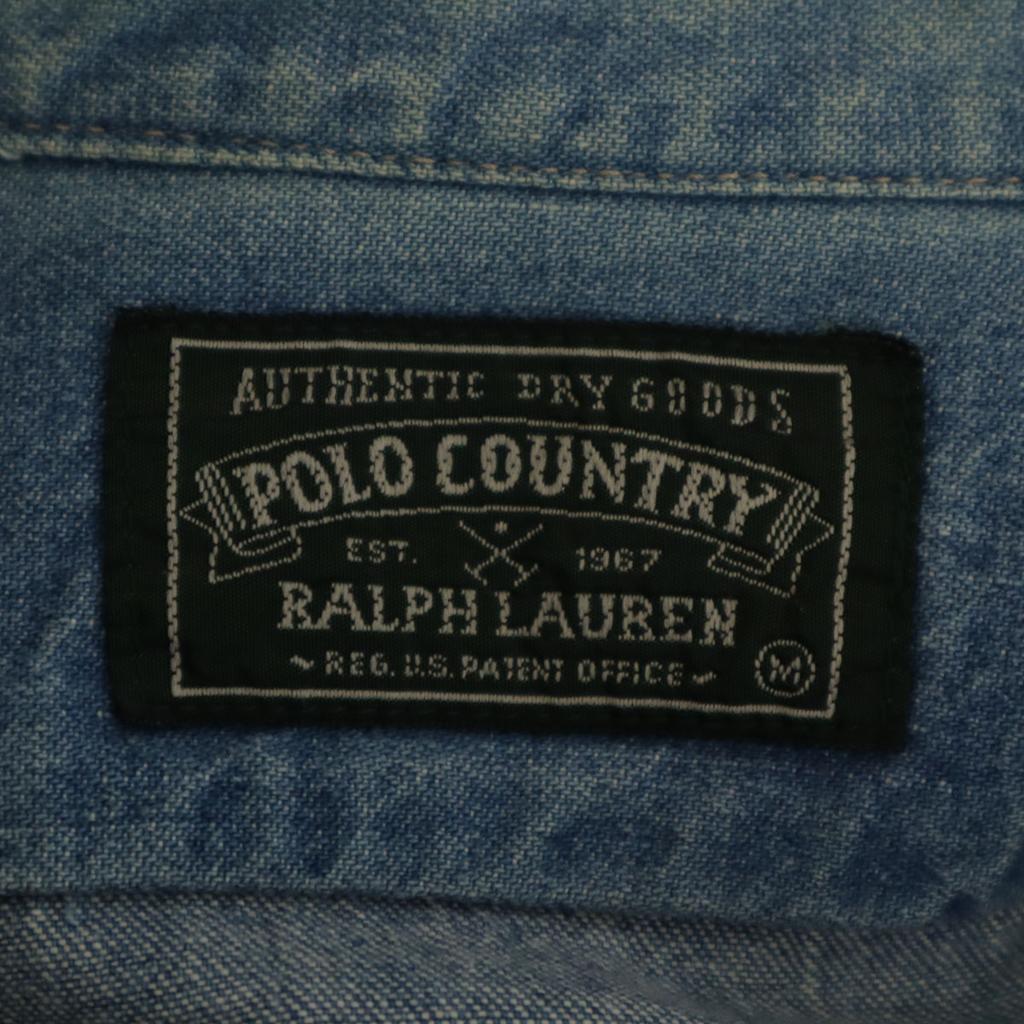 AUTHENTIC DRY GOODS
POLO COUNTRY
EST. 1967
RALPH LAUREN
~ REG. U.S. PATENT OFFICE ~
M